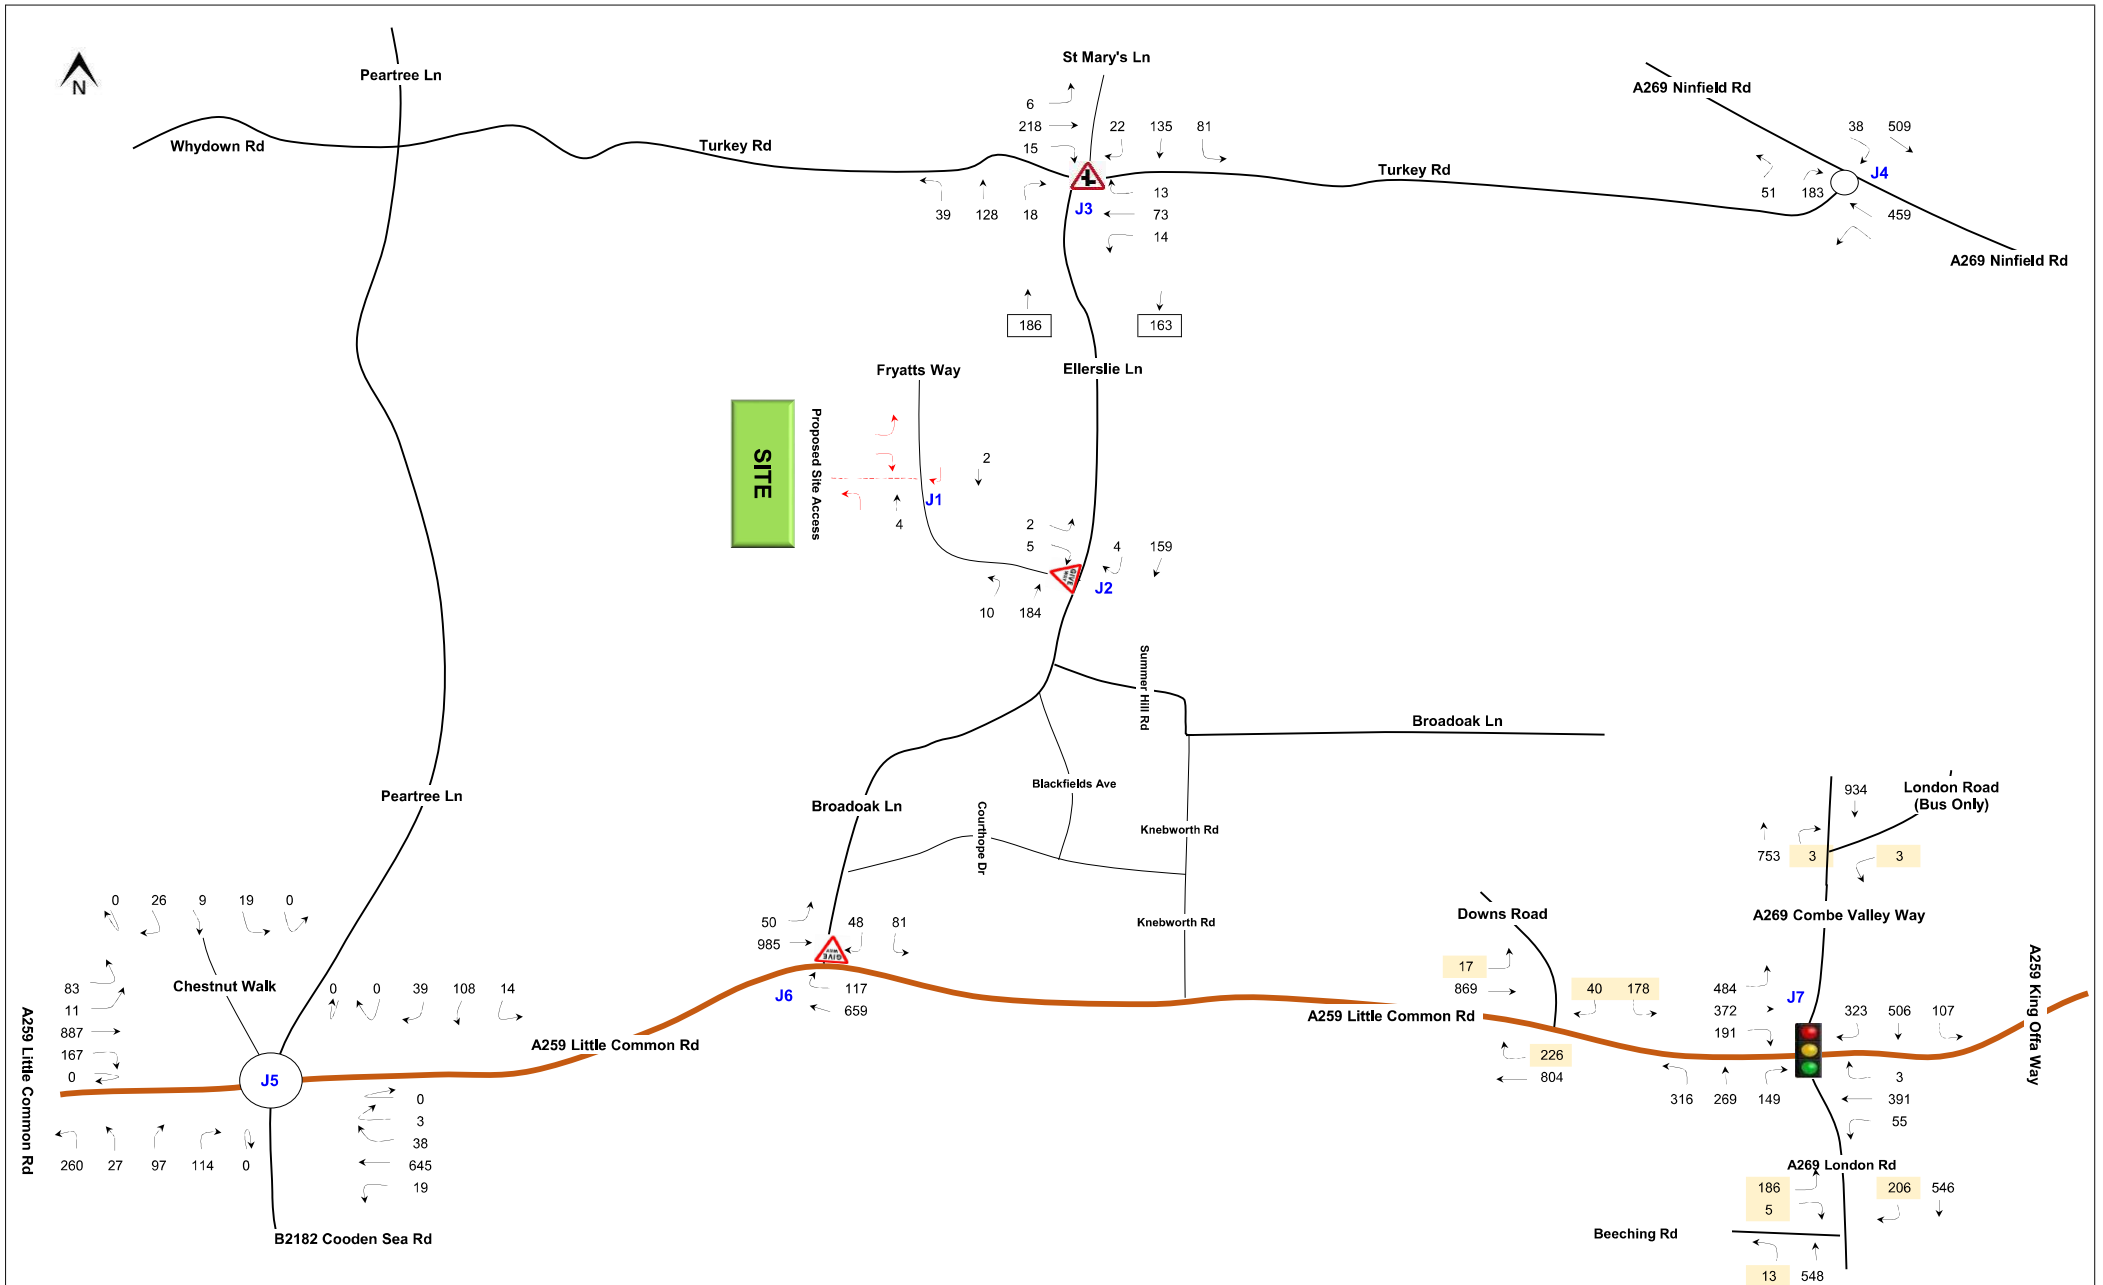 St Mary's Ln
Peartree Ln
N
A269 Ninfield Rd
6
218
22
135
81
38
509
Whydown Rd
Turkey Rd
15
Turkey Rd
J4
51
183
13
39
128
18
J3
73
459
14
A269 Ninfield Rd
186
163
Fryatts Way
Ellerslie Ln
SITE
Proposed Site Access
2
J1
4
2
5
4
159
J2
10
184
Summer Hill Rd
Broadoak Ln
Blackfields Ave
Peartree Ln
Broadoak Ln
Courthope Dr
Knebworth Rd
934
London Road
(Bus Only)
753
3
3
0
26
9
19
0
50
48
81
985
Knebworth Rd
Downs Road
A269 Combe Valley Way
17
869
40
178
83
11
887
167
0
Chestnut Walk
0
0
39
108
14
J6
117
659
484
372
191
J7
323
506
107
A259 Little Common Rd
A259 Little Common Rd
A259 Little Common Rd
A259 King Offa Way
226
804
J5
316
269
149
3
391
55
0
3
38
645
19
260
27
97
114
0
A269 London Rd
186
5
206
546
B2182 Cooden Sea Rd
Beeching Rd
13
548
GIVE
WAY
GIVE
WAY